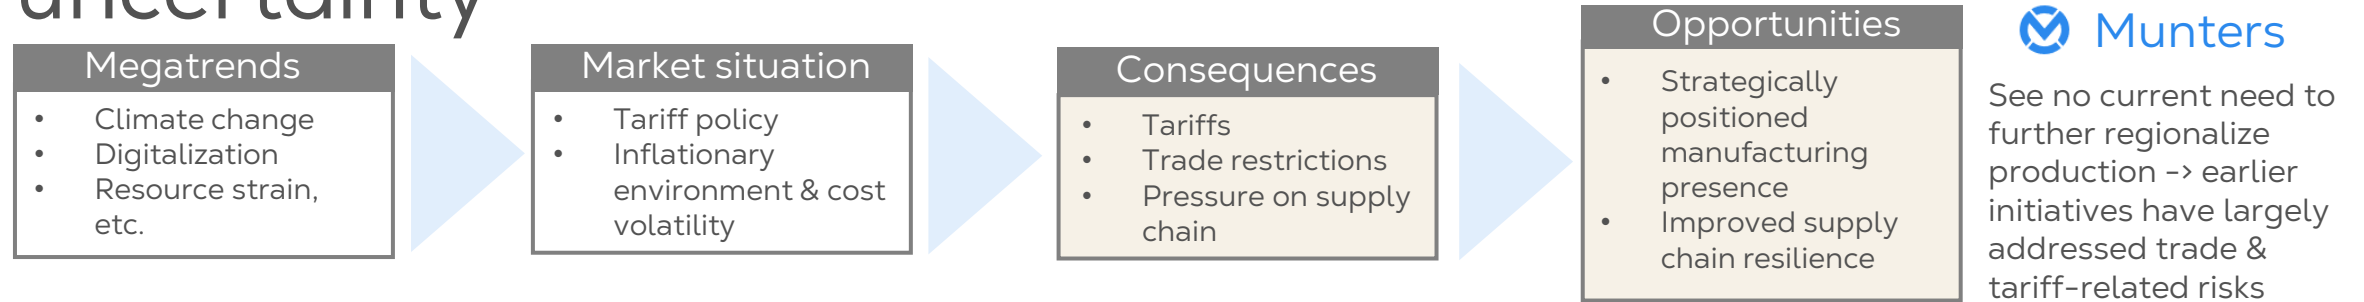 uncertainty
Megatrends
• Climate change
• Digitalization
• Resource strain,
etc.
Market situation
• Tariff policy
• Inflationary
environment & cost
volatility
Consequences
• Tariffs
• Trade restrictions
• Pressure on supply
chain
Opportunities
• Strategically
positioned
manufacturing
presence
• Improved supply
chain resilience
Munters
See no current need to
further regionalize
production -> earlier
initiatives have largely
addressed trade &
tariff-related risks